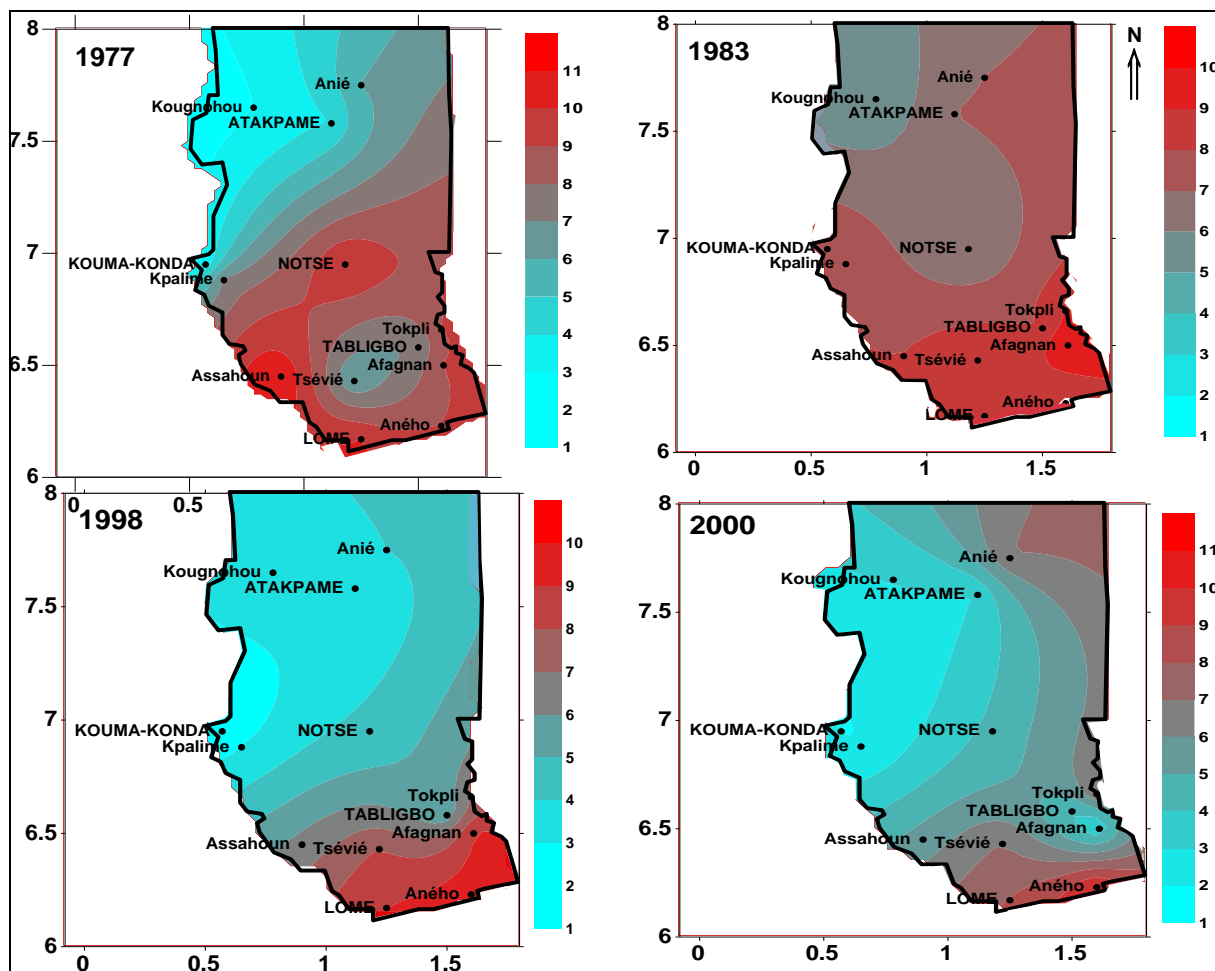 8
1977
11
10
9
8
7
6
5
4
3
2
1
7.5
7
6.5
6
0
0.5
Anié
Kougnohou
ATAKPAME
KOUMA-KONDA
Kpalime
NOTSE
Tokpli
TABLIGBO
Afagnan
Assahoun
Tsévié
Aného
LOME
8
1983
N
10
9
8
7
6
5
4
3
2
1
7.5
7
6.5
6
0
0.5
1
1.5
Anié
Kougnohou
ATAKPAME
KOUMA-KONDA
Kpalime
NOTSE
Tokpli
TABLIGBO
Afagnan
Assahoun
Tsévié
Aného
LOME
8
1998
10
9
8
7
6
5
4
3
2
1
7.5
7
6.5
6
0
0.5
1
1.5
Anié
Kougnohou
ATAKPAME
KOUMA-KONDA
Kpalime
NOTSE
Tokpli
TABLIGBO
Afagnan
Assahoun
Tsévié
Aného
LOME
8
2000
11
10
9
8
7
6
5
4
3
2
1
7.5
7
6.5
6
0
0.5
1
1.5
Anié
Kougnohou
ATAKPAME
KOUMA-KONDA
Kpalime
NOTSE
Tokpli
TABLIGBO
Afagnan
Assahoun
Tsévié
Aného
LOME